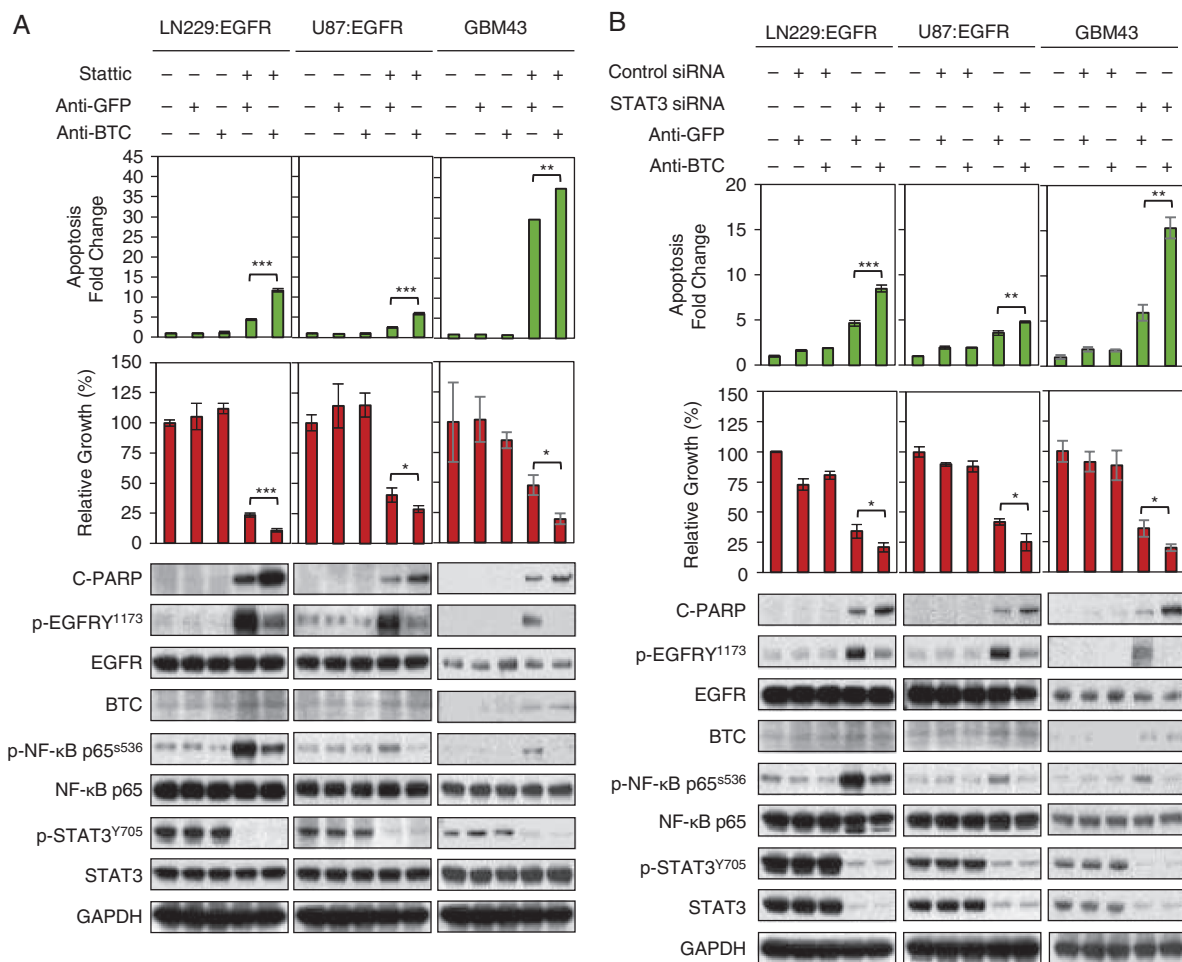 A
LN229:EGFR U87:EGFR GBM43
Stattic – – – + + – – – + + – – – + +
Anti-GFP – + – + – – + – + – – + – + –
Anti-BTC – – + – + – – + – + – – + – +
Apoptosis
Fold Change
45
40
35
30
25
20
15
10
5
0
*** *** **
Relative Growth (%)
150
125
100
75
50
25
0
*** * *
C-PARP
p-EGFRY1173
EGFR
BTC
p-NF-κB p65s536
NF-κB p65
p-STAT3Y705
STAT3
GAPDH
B
LN229:EGFR U87:EGFR GBM43
Control siRNA – + + – – – + + – – – + + – –
STAT3 siRNA – – – + + – – – + + – – – + +
Anti-GFP – + – + – – + – + – – + – + –
Anti-BTC – – + – + – – + – + – – + – +
Apoptosis
Fold Change
20
15
10
5
0
*** ** **
Relative Growth (%)
150
125
100
75
50
25
0
* * *
C-PARP
p-EGFRY1173
EGFR
BTC
p-NF-κB p65s536
NF-κB p65
p-STAT3Y705
STAT3
GAPDH